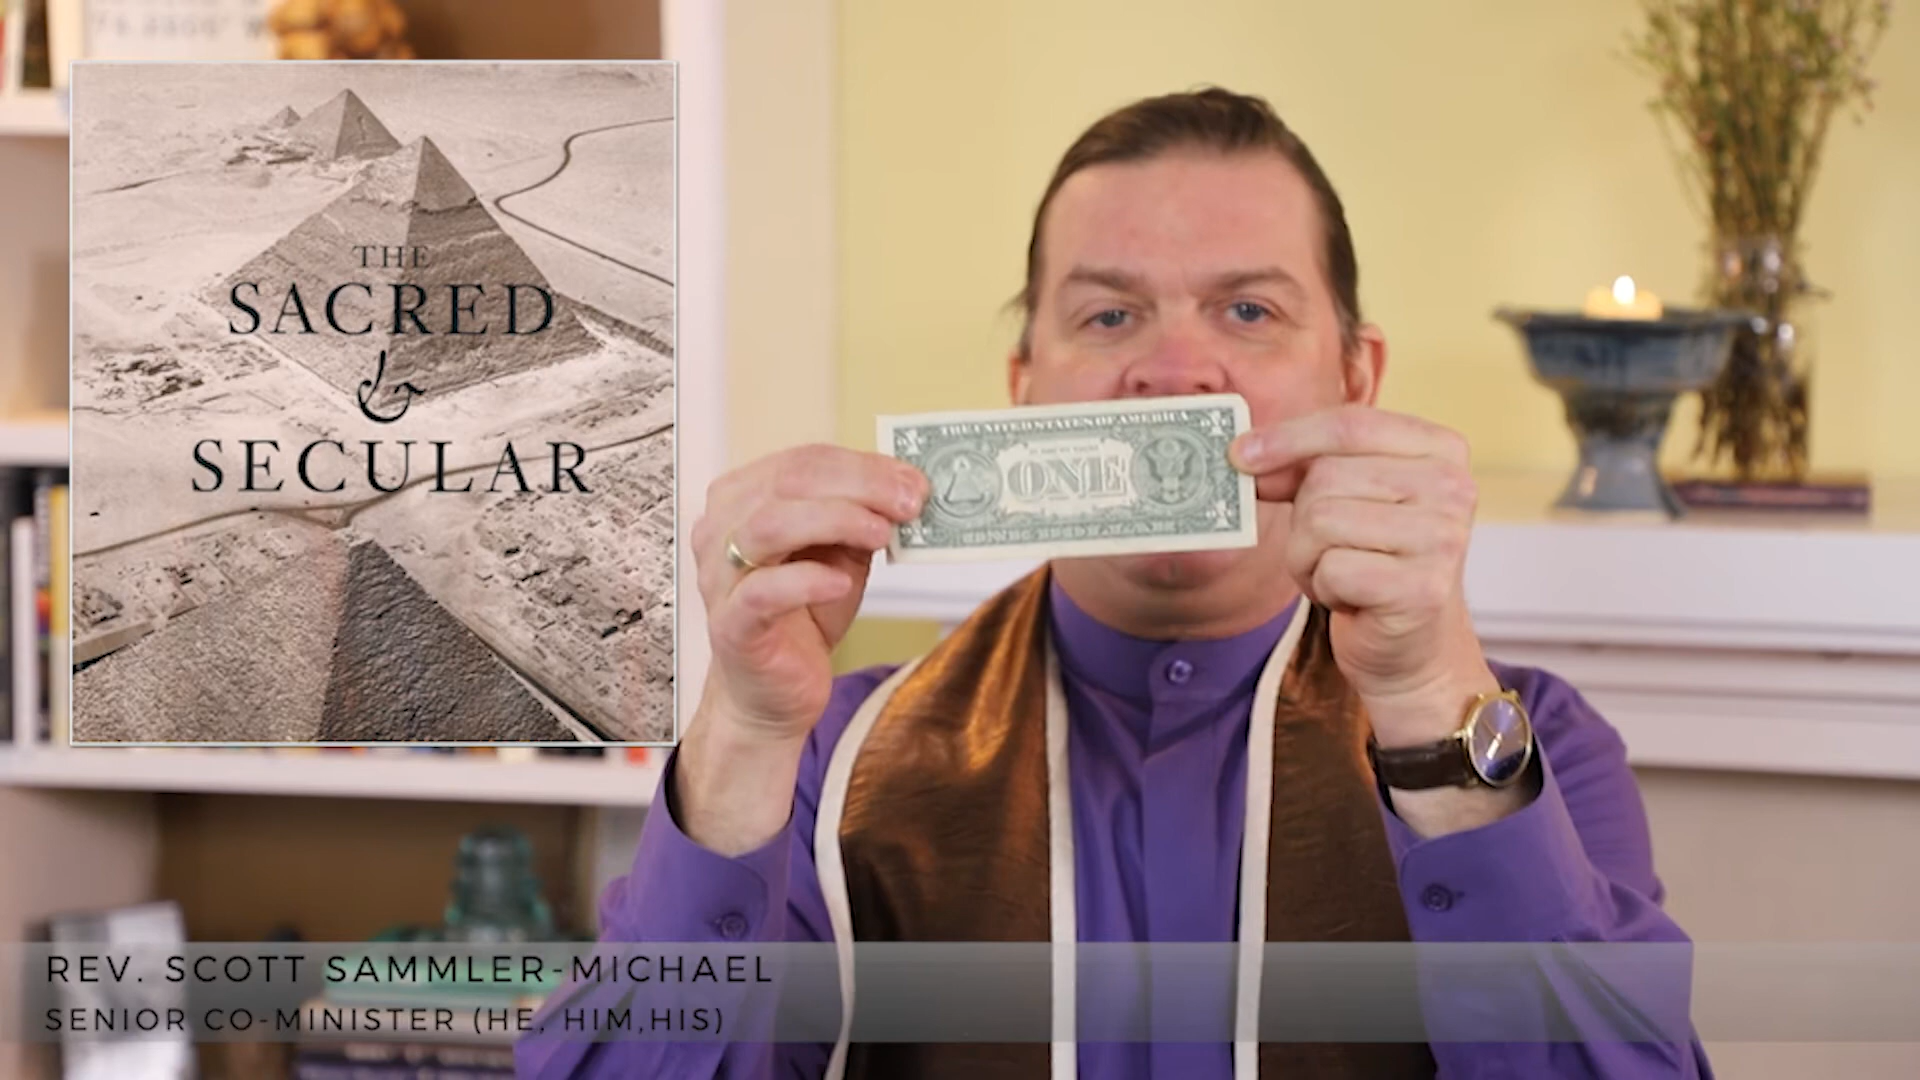 THE
SACRED
&
SECULAR
THE UNITED STATES OF AMERICA
ONE
REV. SCOTT SAMMLER-MICHAEL
SENIOR CO-MINISTER (HE, HIM,HIS)